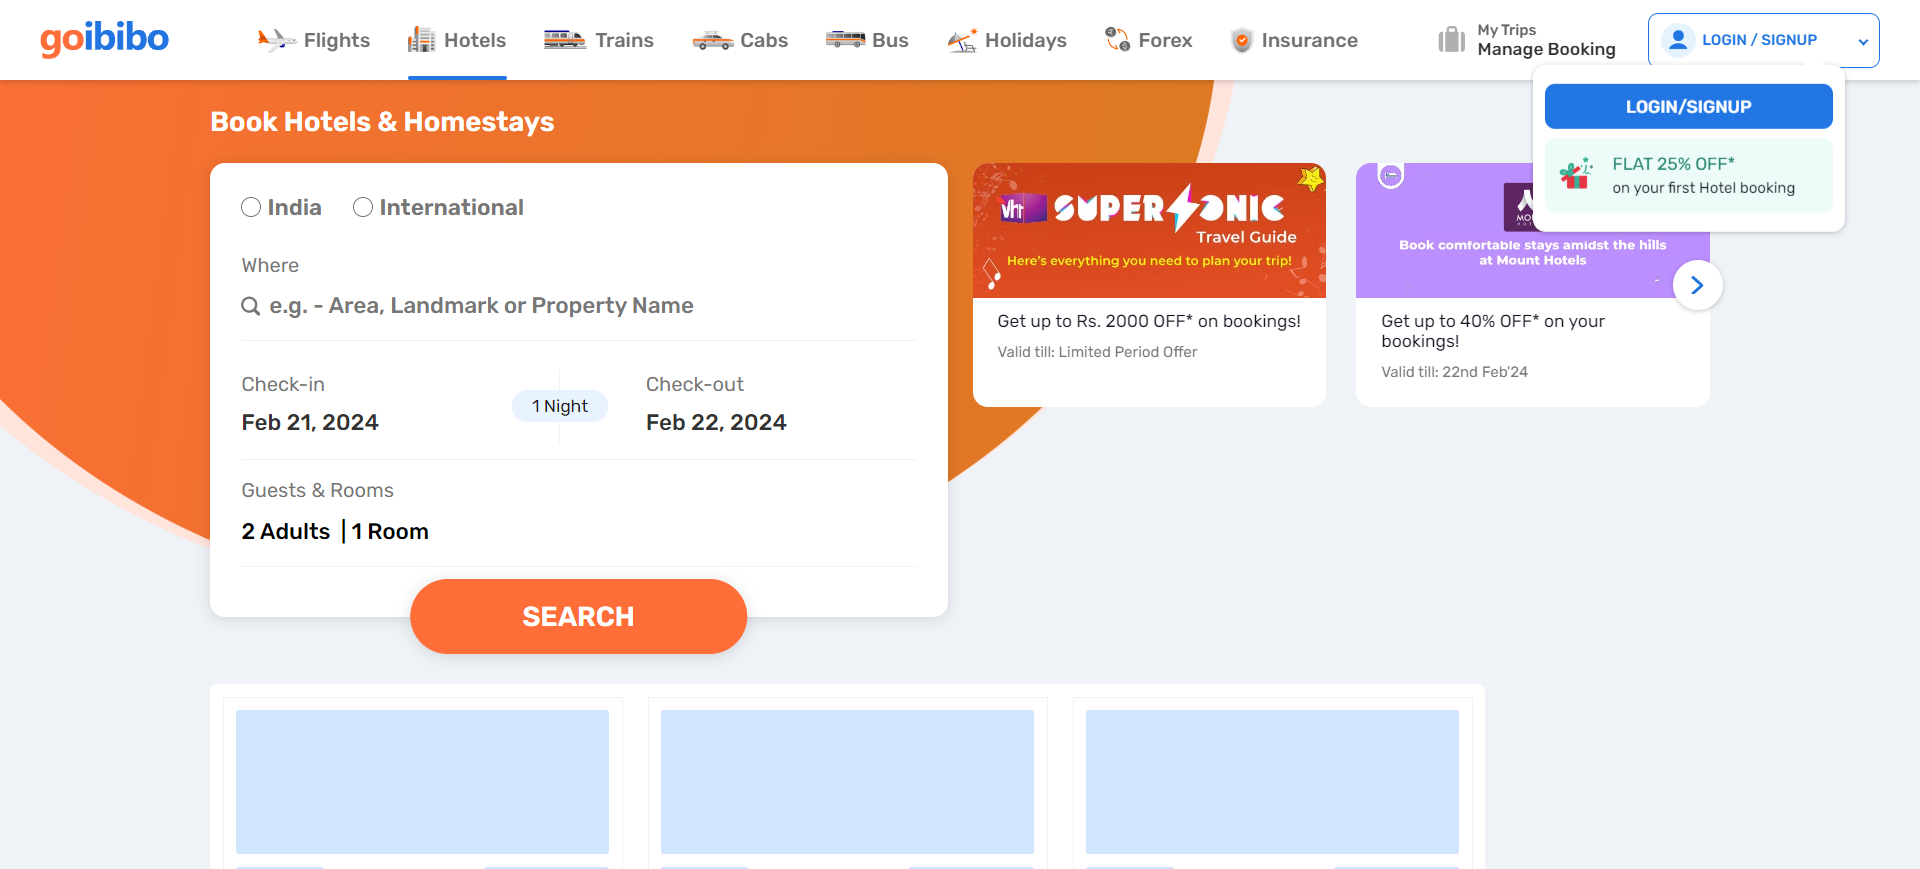 goibibo
Flights
Hotels
Trains
Cabs
Bus
Holidays
Forex
Insurance
My Trips
Manage Booking
LOGIN / SIGNUP
LOGIN/SIGNUP
FLAT 25% OFF*
on your first Hotel booking
Book Hotels & Homestays
India
International
Where
e.g. - Area, Landmark or Property Name
Check-in
Feb 21, 2024
1 Night
Check-out
Feb 22, 2024
Guests & Rooms
2 Adults | 1 Room
SEARCH
vh1 SUPERSONIC
Travel Guide
Here's everything you need to plan your trip!
Get up to Rs. 2000 OFF* on bookings!
Valid till: Limited Period Offer
Book comfortable stays amidst the hills
at Mount Hotels
Get up to 40% OFF* on your
bookings!
Valid till: 22nd Feb'24